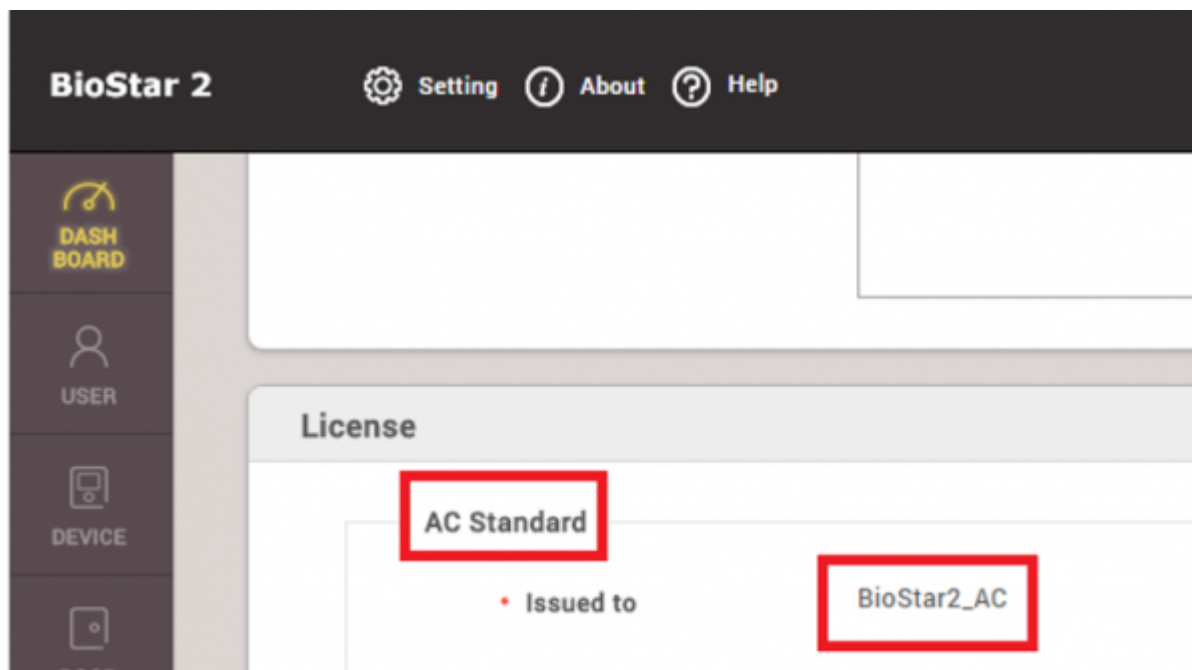 BioStar 2
Setting
About
Help
DASH
BOARD
USER
DEVICE
License
AC Standard
Issued to
BioStar2_AC